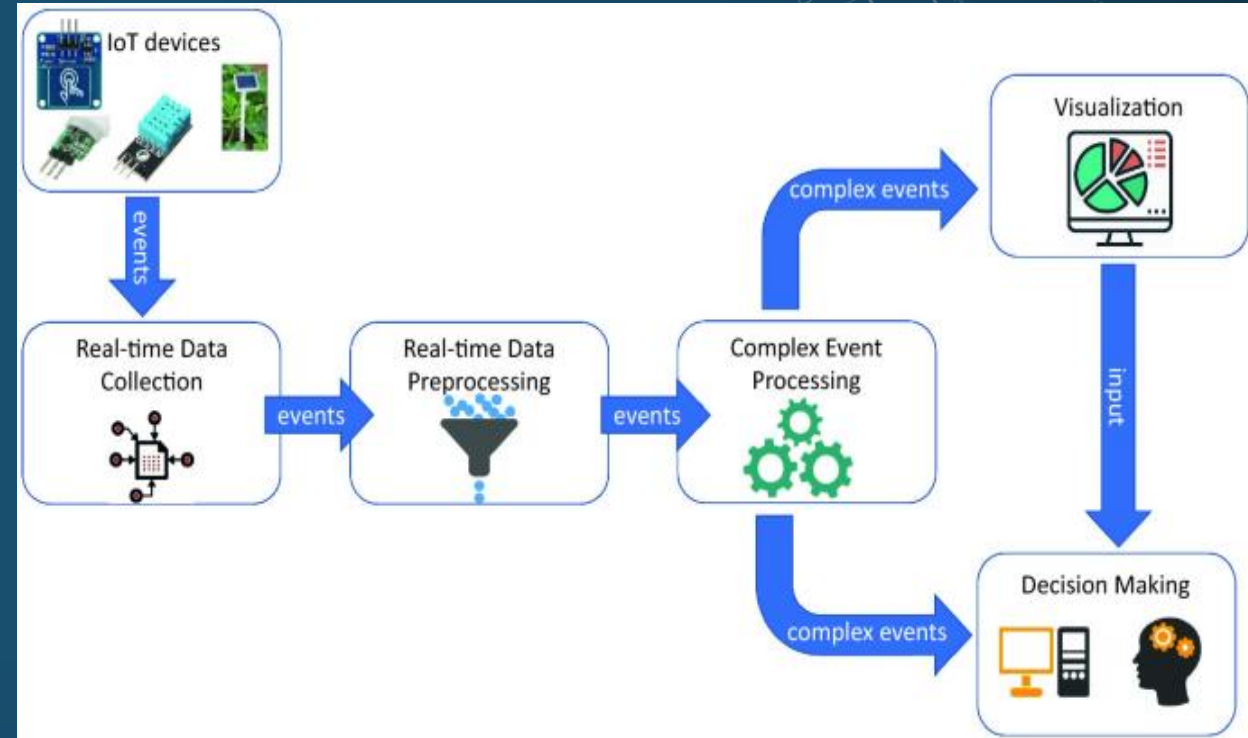 IoT devices
events
Real-time Data
Collection
events
Real-time Data
Preprocessing
events
Complex Event
Processing
complex events
Visualization
input
complex events
Decision Making